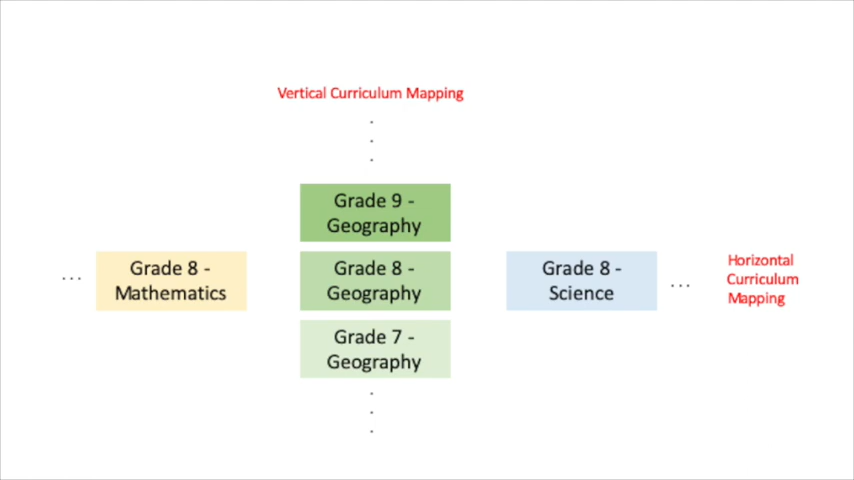 Vertical Curriculum Mapping
Grade 9 -
Geography
Grade 8 -
Mathematics
Grade 8 -
Geography
Grade 8 -
Science
Horizontal
Curriculum
Mapping
Grade 7 -
Geography